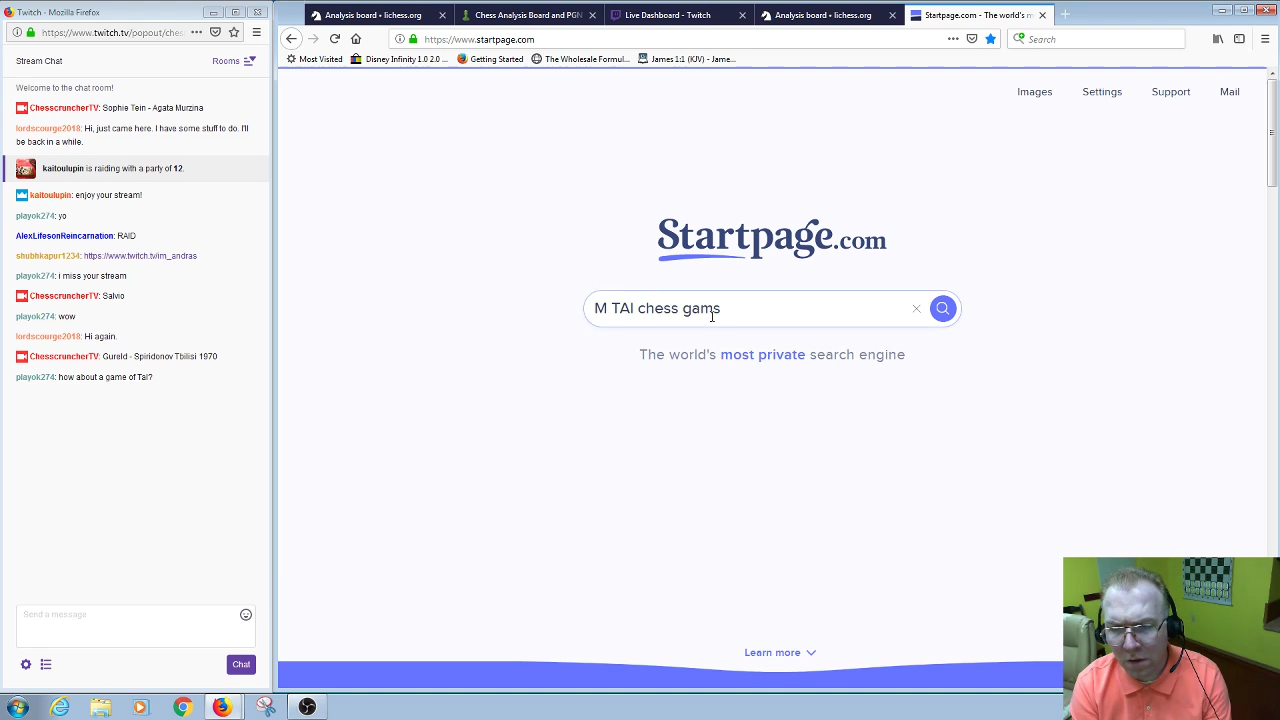 Twitch - Mozilla Firefox
https://www.twitch.tv/popout/ches
Stream Chat
Rooms
Welcome to the chat room!
ChesscruncherTV: Sophie Tein - Agata Murzina
lordscourge2018: Hi, just came here. I have some stuff to do. I'll
be back in a while.
kaitoulupin is raiding with a party of 12.
kaitoulupin: enjoy your stream!
playok274: yo
AlexLifesonReincarnation: RAID
shubhkapur1234: https://www.twitch.tv/im_andras
playok274: i miss your stream
ChesscruncherTV: Salvio
playok274: wow
lordscourge2018: Hi again.
ChesscruncherTV: Gureld - Spiridonov Tbilisi 1970
playok274: how about a game of Tal?
Send a message
Chat
Analysis board • lichess.org
Chess Analysis Board and PGN
Live Dashboard - Twitch
Analysis board • lichess.org
Startpage.com - The world's m
https://www.startpage.com
Search
Most Visited
Disney Infinity 1.0 2.0 ...
Getting Started
The Wholesale Formul...
James 1:1 (KJV) - Jame...
Images
Settings
Support
Mail
Startpage.com
M TAl chess gams
The world's most private search engine
Learn more